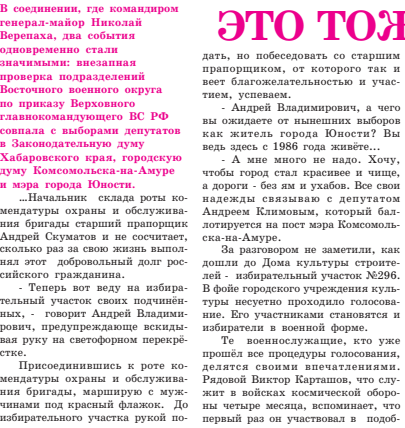 ЭТО ТОЖ
В соединении, где командиром
генерал-майор Николай
Верепаха, два события
одновременно стали
значимыми: внезапная
проверка подразделений
Восточного военного округа
по приказу Верховного
главнокомандующего ВС РФ
совпала с выборами депутатов
в Законодательную думу
Хабаровского края, городскую
думу Комсомольска-на-Амуре
и мэра города Юности.
...Начальник склада роты ко-
мендатуры охраны и обслужива-
ния бригады старший прапорщик
Андрей Скуматов и не сосчитает,
сколько раз за свою жизнь выпол-
нял этот добровольный долг рос-
сийского гражданина.
- Теперь вот веду на избира-
тельный участок своих подчинён-
ных, - говорит Андрей Владими-
рович, предупреждающе вскиды-
вая руку на светофорном перекрё-
стке.
Присоединившись к роте ко-
мендатуры охраны и обслужива-
ния бригады, марширую с муж-
чинами под красный флажок. До
избирательного участка рукой по-
дать, но побеседовать со старшим
прапорщиком, от которого так и
веет благожелательностью и учас-
тием, успеваем.
- Андрей Владимирович, а чего
вы ожидаете от нынешних выборов
как житель города Юности? Вы
ведь здесь с 1986 года живёте...
- А мне много не надо. Хочу,
чтобы город стал красивее и чище,
а дороги - без ям и ухабов. Все свои
надежды связываю с депутатом
Андреем Климовым, который бал-
лотируется на пост мэра Комсомоль-
ска-на-Амуре.
За разговором не заметили, как
дошли до Дома культуры строите-
лей - избирательный участок №296.
В фойе городского учреждения куль-
туры несуетно проходило голосова-
ние. Его участниками становятся и
избиратели в военной форме.
Те военнослужащие, кто уже
прошёл все процедуры голосования,
делятся своими впечатлениями.
Рядовой Виктор Карташов, что слу-
жит в войсках космической оборо-
ны четыре месяца, вспоминает, что
первый раз он участвовал в подоб-